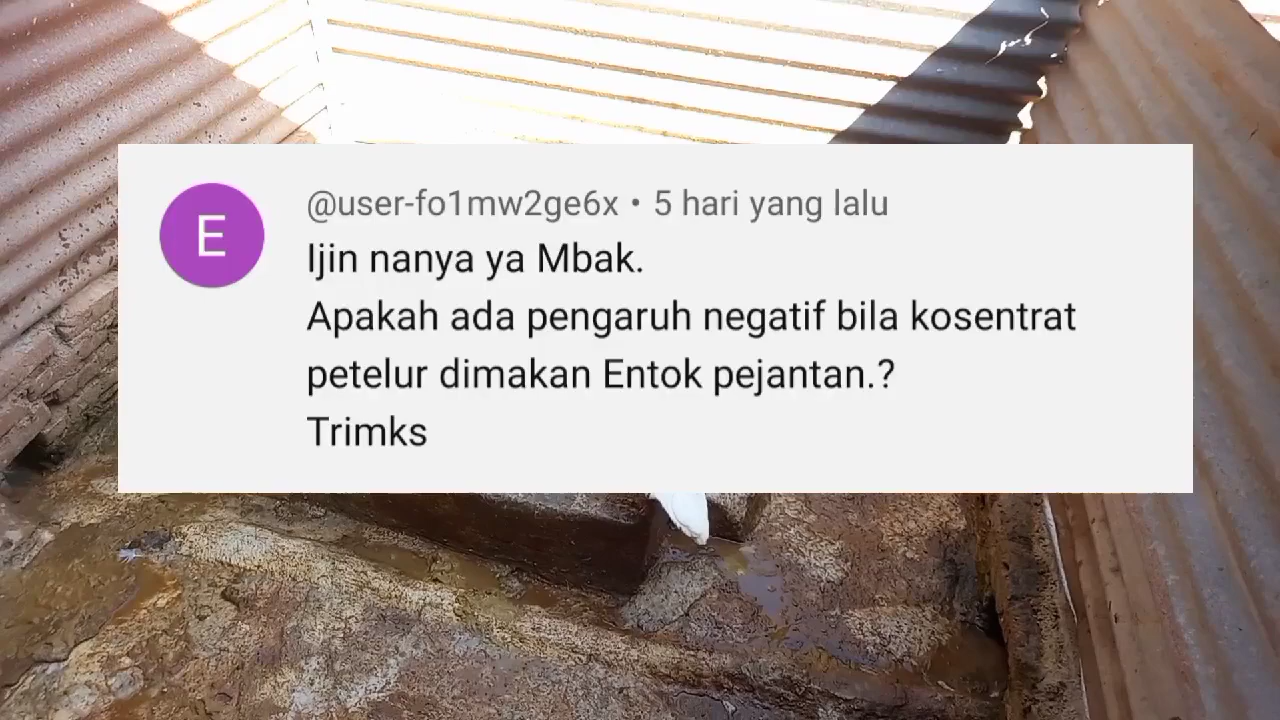 E
@user-fo1mw2ge6x • 5 hari yang lalu
Ijin nanya ya Mbak.
Apakah ada pengaruh negatif bila kosentrat
petelur dimakan Entok pejantan.?
Trimks